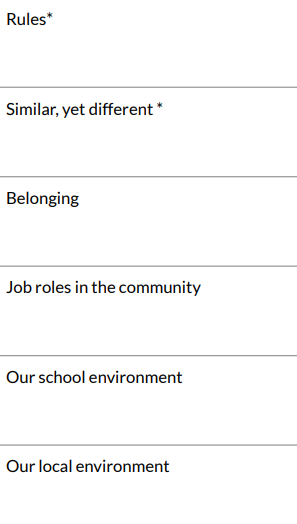 Rules*
Similar, yet different *
Belonging
Job roles in the community
Our school environment
Our local environment